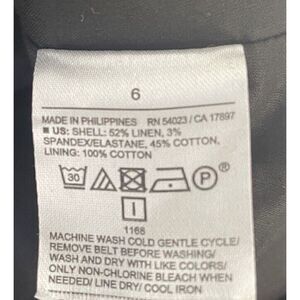 6
MADE IN PHILIPPINES RN 54023 / CA 17897
■ US: SHELL: 52% LINEN, 3%
SPANDEX/ELASTANE, 45% COTTON,
LINING: 100% COTTON
30 P®
I
1168
MACHINE WASH COLD GENTLE CYCLE/
REMOVE BELT BEFORE WASHING/
WASH AND DRY WITH LIKE COLORS/
ONLY NON-CHLORINE BLEACH WHEN
NEEDED/ LINE DRY/ COOL IRON